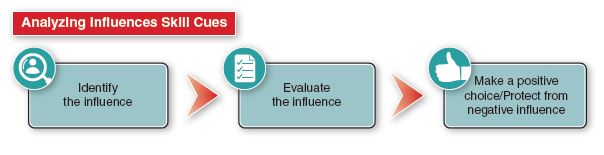 Analyzing Influences Skill Cues
Identify
the influence
Evaluate
the influence
Make a positive
choice/Protect from
negative influence